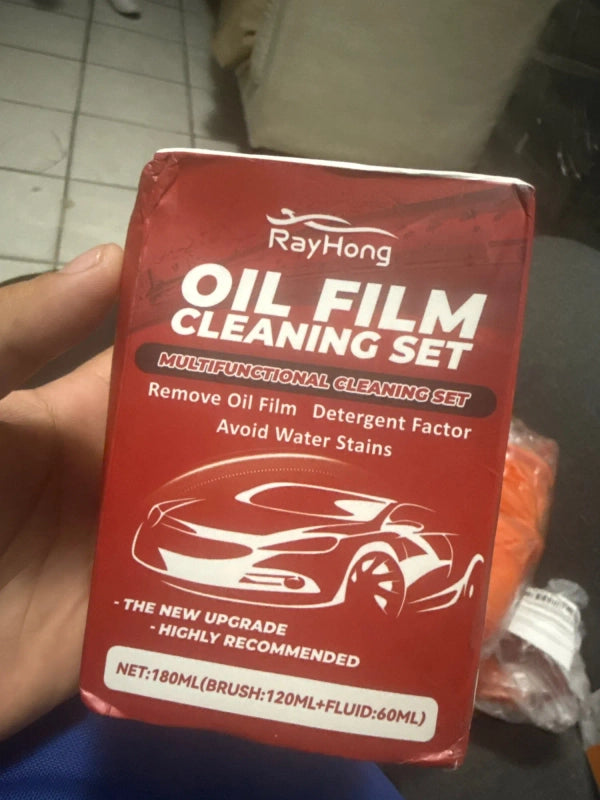 RayHong
OIL FILM
CLEANING SET
MULTIFUNCTIONAL CLEANING SET
Remove Oil Film Detergent Factor
Avoid Water Stains
- THE NEW UPGRADE
- HIGHLY RECOMMENDED
NET:180ML(BRUSH:120ML+FLUID:60ML)